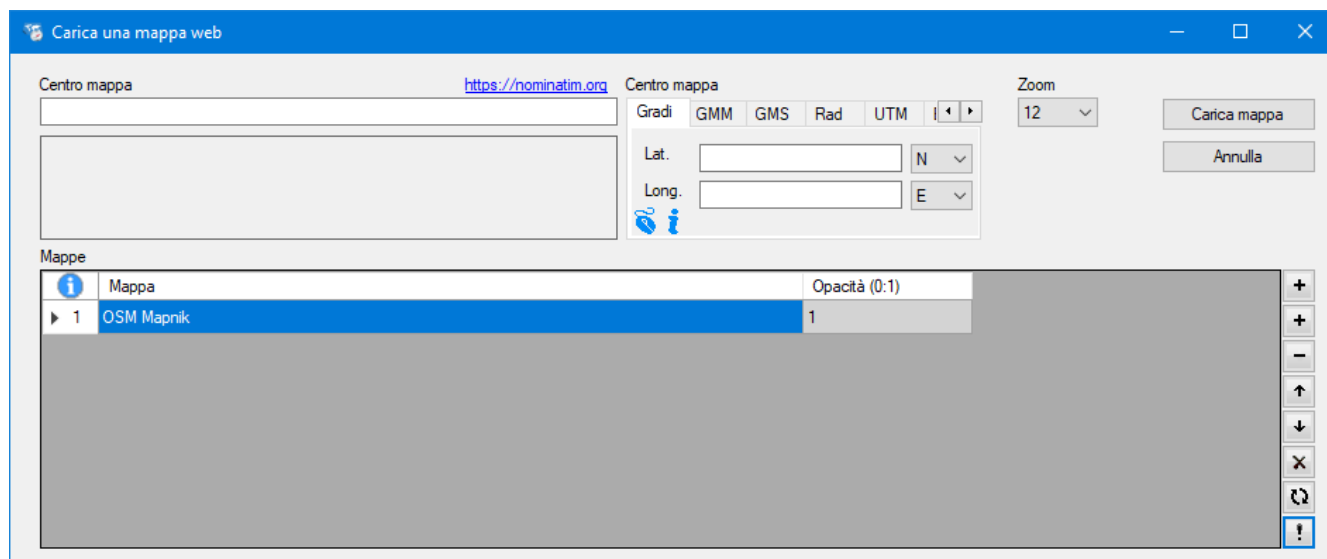 Carica una mappa web
Centro mappa https://nominatim.org Centro mappa Zoom
Gradi GMM GMS Rad UTM 12 Carica mappa
Lat. N Annulla
Long. E
Mappe
Mappa Opacità (0:1)
1 OSM Mapnik 1